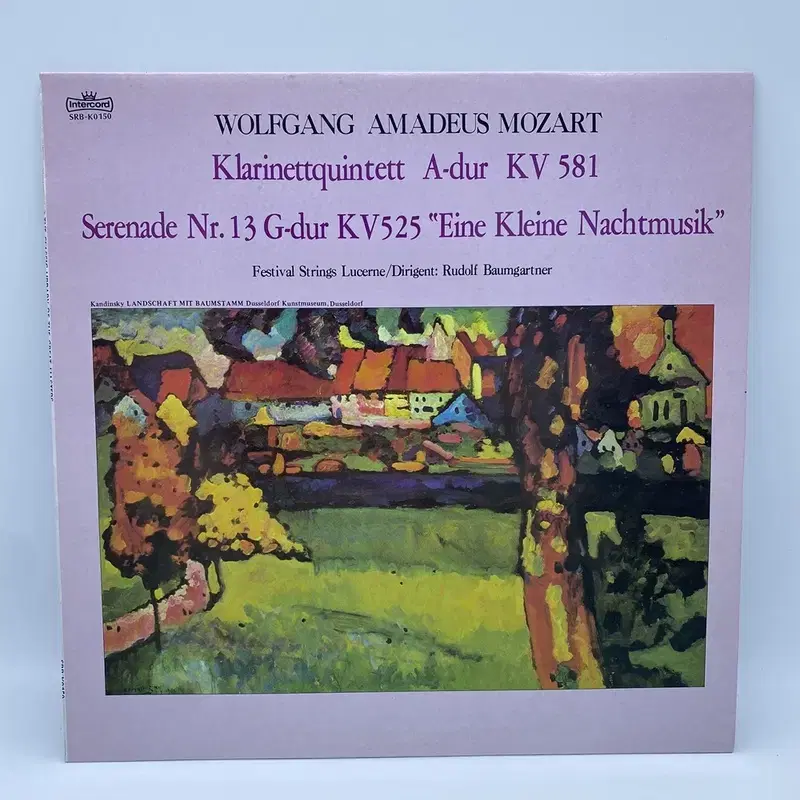 Intercord
SRB-K0150
WOLFGANG AMADEUS MOZART
Klarinettquintett A-dur KV 581
Serenade Nr. 13 G-dur KV525 "Eine Kleine Nachtmusik"
Festival Strings Lucerne/Dirigent: Rudolf Baumgartner
Kandinsky LANDSCHAFT MIT BAUMSTAMM Dusseldorf Kunstmuseum. Dusseldorf